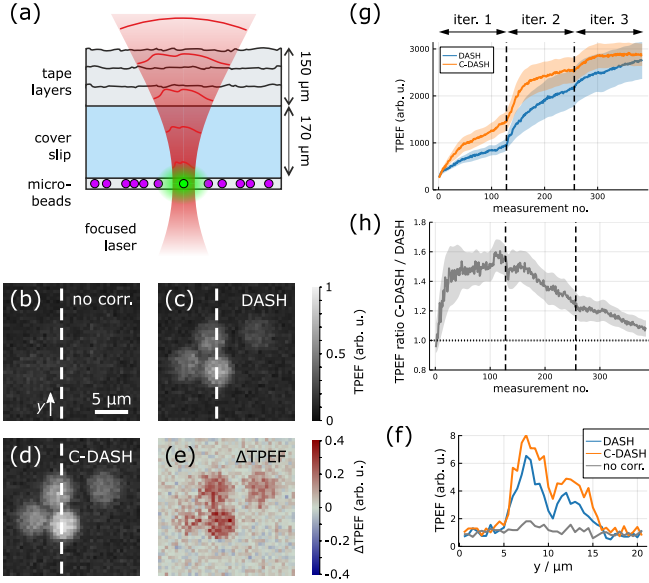 (a)
tape
layers
cover
slip
micro-
beads
focused
laser
150 μm
170 μm
(b)
no corr.
y
5 μm
(c)
DASH
1
0.5
0
TPEF (arb. u.)
(d)
C-DASH
(e)
ΔTPEF
0.4
0.2
0
−0.2
−0.4
ΔTPEF (arb. u.)
(g)
iter. 1
iter. 2
iter. 3
DASH
C-DASH
3000
2000
1000
0
TPEF (arb. u.)
0
100
200
300
measurement no.
(h)
1.8
1.6
1.4
1.2
1.0
0.8
TPEF ratio C-DASH / DASH
0
100
200
300
measurement no.
(f)
DASH
C-DASH
no corr.
8
6
4
2
0
TPEF (arb. u.)
0
5
10
15
20
y / μm